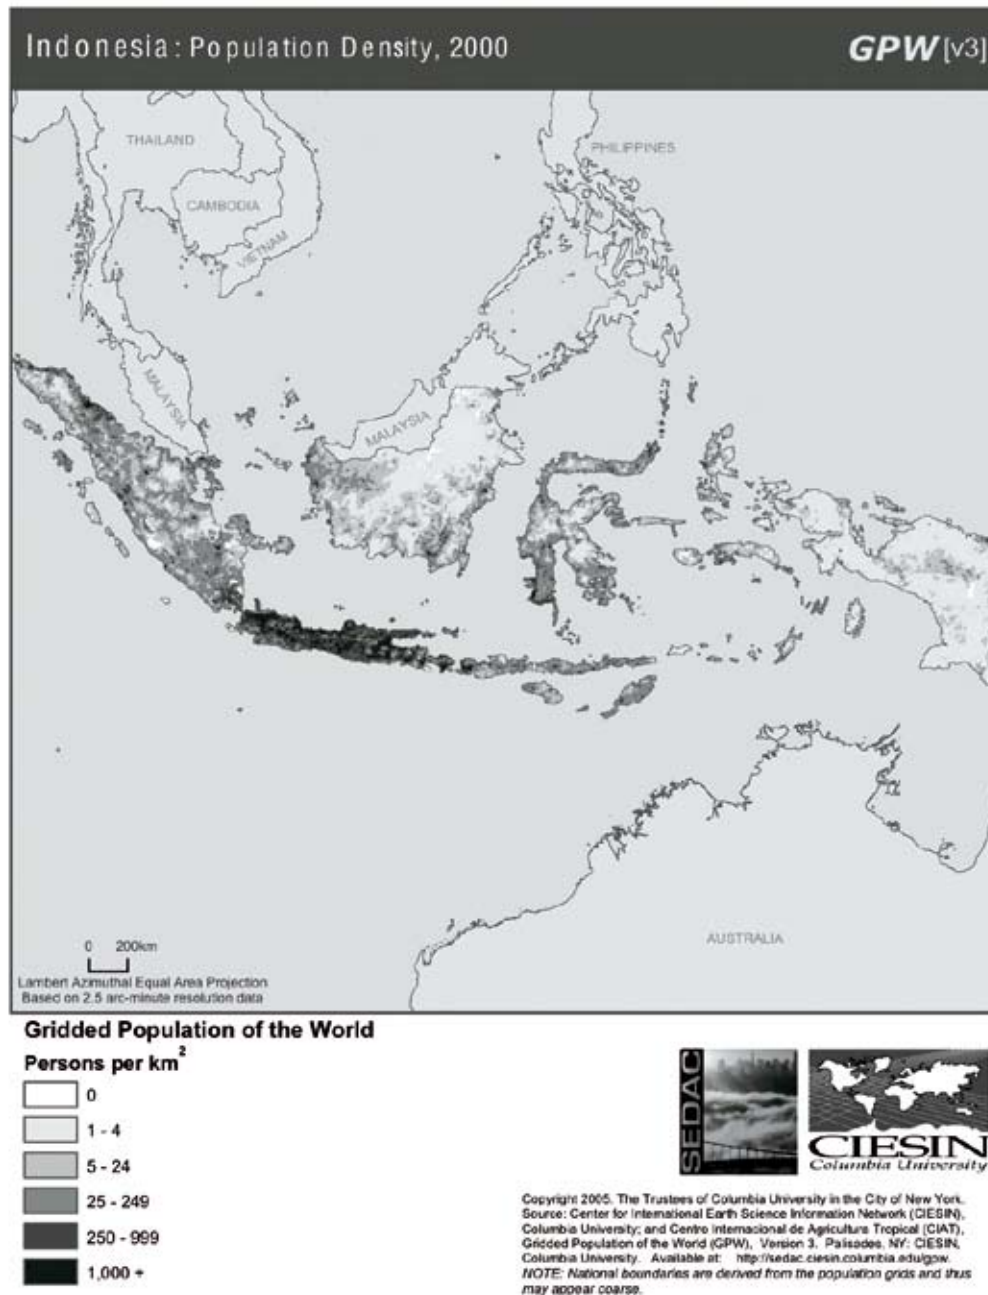 Indonesia: Population Density, 2000
GPW [v3]
THAILAND
PHILIPPINES
CAMBODIA
VIETNAM
MALAYSIA
MALAYSIA
AUSTRALIA
0 200km
Lambert Azimuthal Equal Area Projection
Based on 2.5 arc-minute resolution data
Gridded Population of the World
Persons per km2
0
1 - 4
5 - 24
25 - 249
250 - 999
1,000 +
SEDAC
CIESIN
Columbia University
Copyright 2005. The Trustees of Columbia University in the City of New York.
Source: Center for International Earth Science Information Network (CIESIN),
Columbia University; and Centro Internacional de Agricultura Tropical (CIAT),
Gridded Population of the World (GPW), Version 3. Palisades, NY: CIESIN,
Columbia University. Available at: http://sedac.ciesin.columbia.edu/gpw.
NOTE: National boundaries are derived from the population grids and thus
may appear coarse.